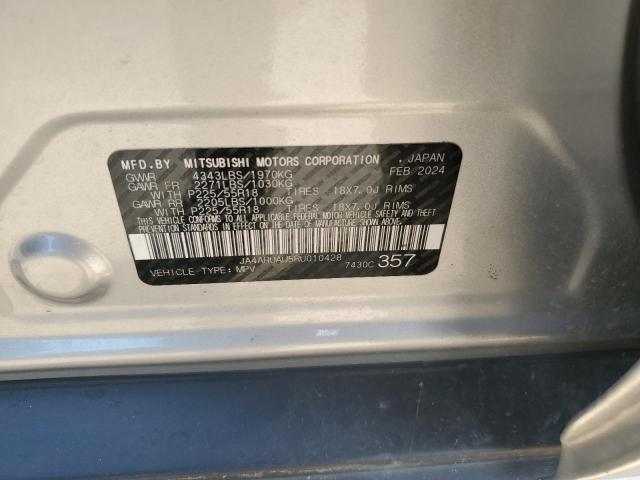 MFD.BY MITSUBISHI MOTORS CORPORATION , JAPAN
GVWR 4343LBS/1970KG FEB 2024
GAWR FR 2271LBS/1030KG
WITH P225/55R18 TIRES, 18X7.0J RIMS
GAWR RR 2205LBS/1000KG
WITH P225/55R18 TIRES, 18X7.0J RIMS
THIS VEHICLE CONFORMS TO ALL APPLICABLE FEDERAL MOTOR VEHICLE SAFETY AND
THEFT PREVENTION STANDARDS IN EFFECT ON THE DATE OF MANUFACTURE SHOWN ABOVE.
JA4ARUAU5RU010428
VEHICLE TYPE: MPV 7430C 357